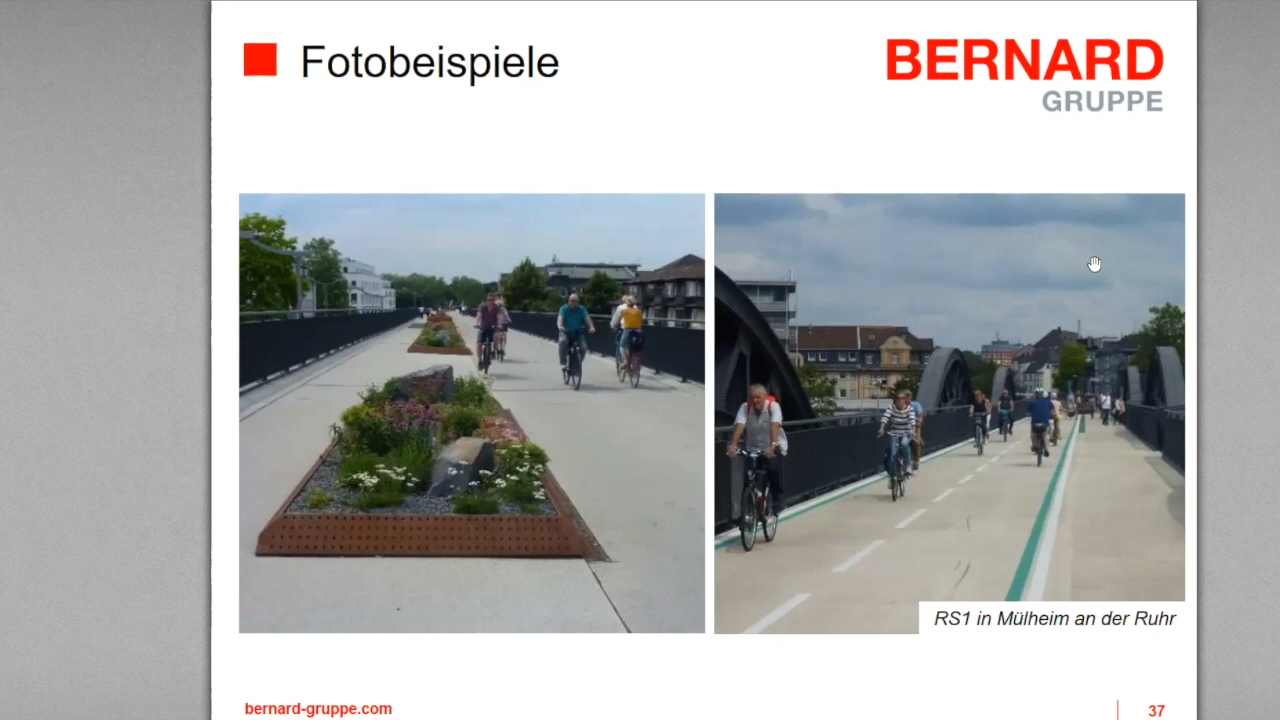 Fotobeispiele
BERNARD
GRUPPE
RS1 in Mülheim an der Ruhr
bernard-gruppe.com
37